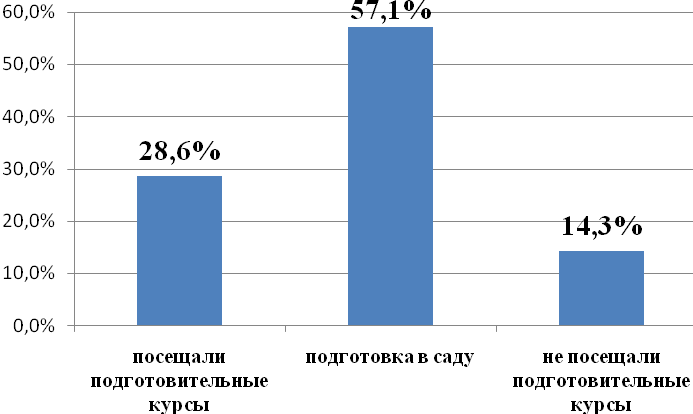 60,0%
57,1%
50,0%
40,0%
28,6%
30,0%
20,0%
14,3%
10,0%
0,0%
посещали
подготовительные
курсы
подготовка в саду
не посещали
подготовительные
курсы